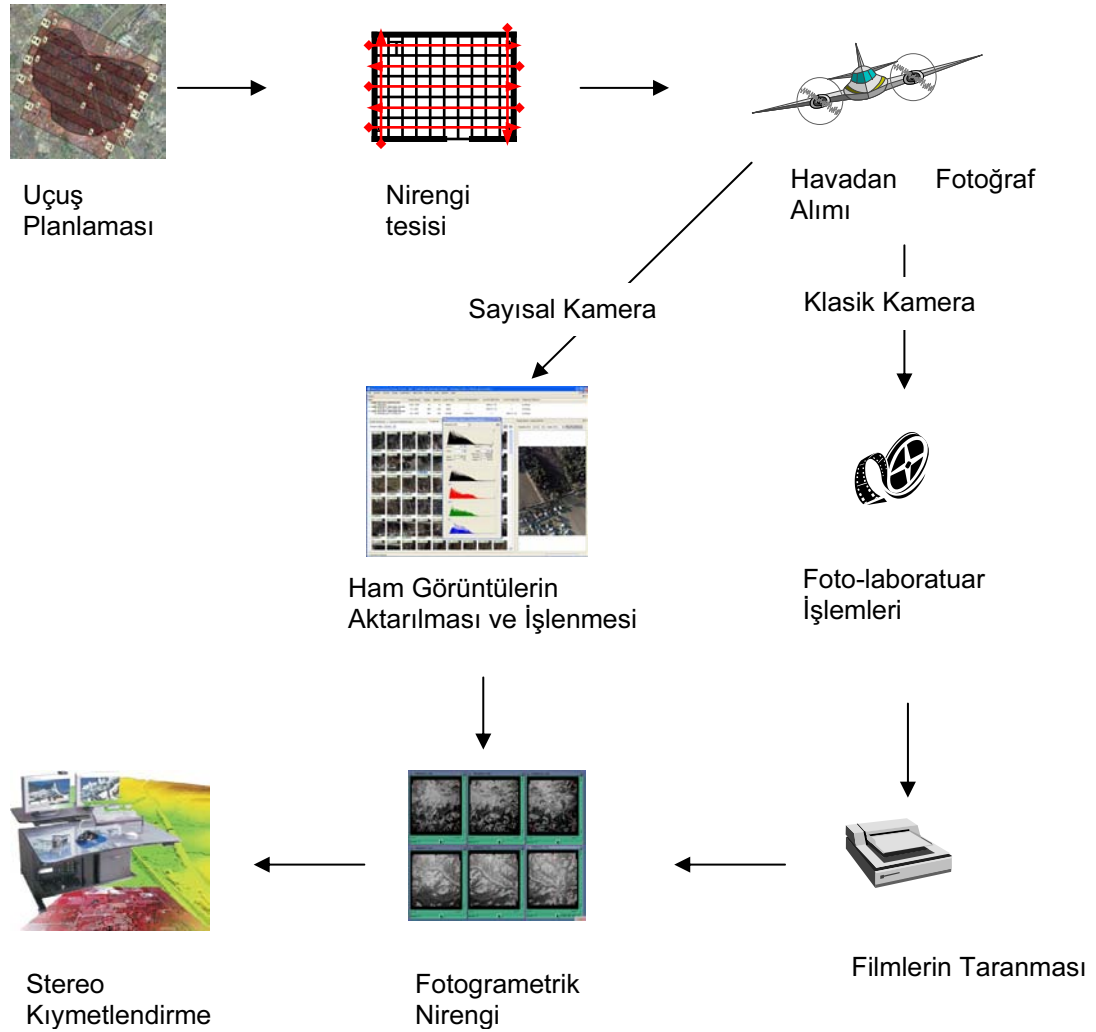 Uçuş
Planlaması
Nirengi
tesisi
Havadan Fotoğraf
Alımı
Sayısal Kamera
Klasik Kamera
Ham Görüntülerin
Aktarılması ve İşlenmesi
Foto-laboratuar
İşlemleri
Stereo
Kıymetlendirme
Fotogrametrik
Nirengi
Filmlerin Taranması